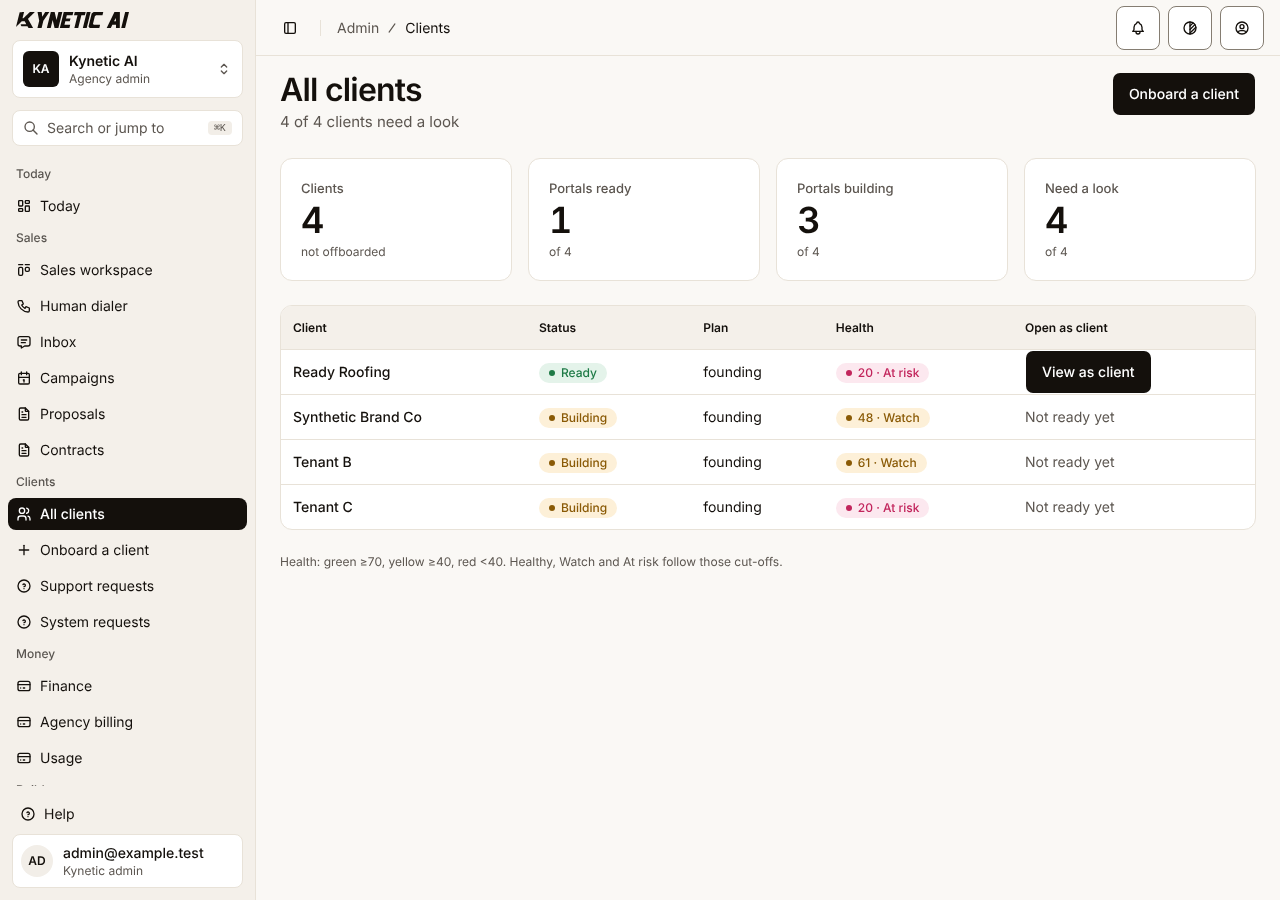 KYNETIC AI
KA
Kynetic AI
Agency admin
Search or jump to
⌘K
Today
Today
Sales
Sales workspace
Human dialer
Inbox
Campaigns
Proposals
Contracts
Clients
All clients
Onboard a client
Support requests
System requests
Money
Finance
Agency billing
Usage
Help
AD
admin@example.test
Kynetic admin
Admin / Clients
All clients
4 of 4 clients need a look
Onboard a client
Clients
4
not offboarded
Portals ready
1
of 4
Portals building
3
of 4
Need a look
4
of 4
Client Status Plan Health Open as client
Ready Roofing Ready founding 20 · At risk View as client
Synthetic Brand Co Building founding 48 · Watch Not ready yet
Tenant B Building founding 61 · Watch Not ready yet
Tenant C Building founding 20 · At risk Not ready yet
Health: green ≥70, yellow ≥40, red <40. Healthy, Watch and At risk follow those cut-offs.